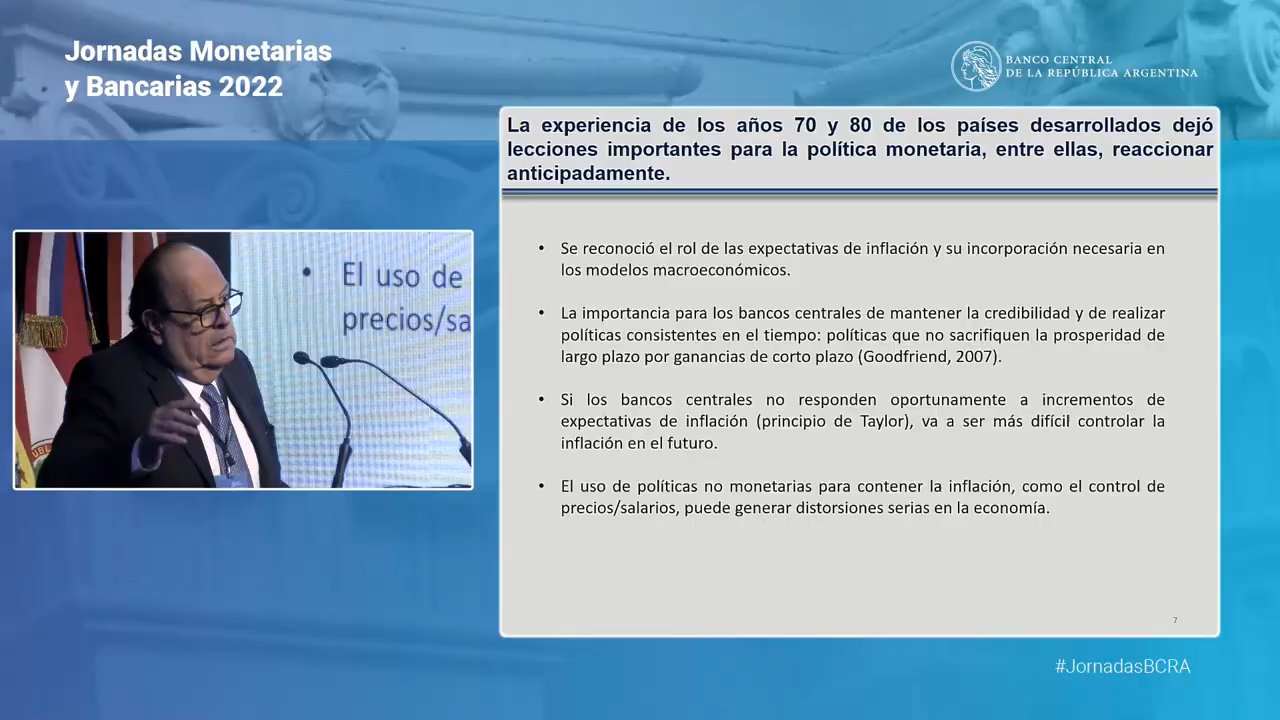 Jornadas Monetarias
y Bancarias 2022
BANCO CENTRAL
DE LA REPÚBLICA ARGENTINA
La experiencia de los años 70 y 80 de los países desarrollados dejó
lecciones importantes para la política monetaria, entre ellas, reaccionar
anticipadamente.
• Se reconoció el rol de las expectativas de inflación y su incorporación necesaria en
los modelos macroeconómicos.
• La importancia para los bancos centrales de mantener la credibilidad y de realizar
políticas consistentes en el tiempo: políticas que no sacrifiquen la prosperidad de
largo plazo por ganancias de corto plazo (Goodfriend, 2007).
• Si los bancos centrales no responden oportunamente a incrementos de
expectativas de inflación (principio de Taylor), va a ser más difícil controlar la
inflación en el futuro.
• El uso de políticas no monetarias para contener la inflación, como el control de
precios/salarios, puede generar distorsiones serias en la economía.
7
• El uso de
precios/sa
#JornadasBCRA